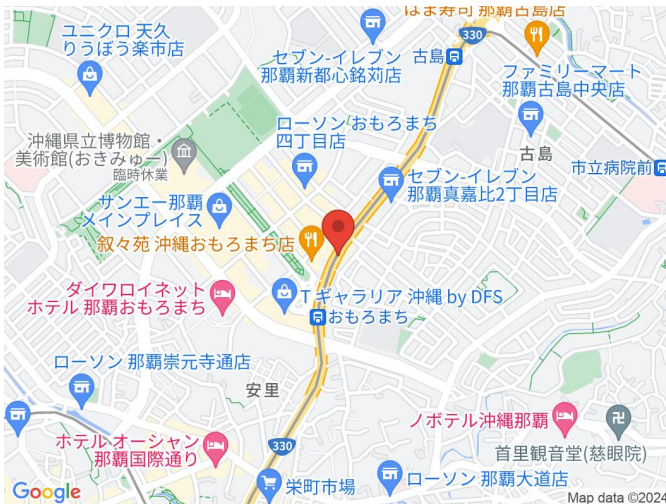 はま寿司 那覇古島店
330
ユニクロ 天久
りうぼう楽市店
セブン-イレブン
那覇新都心銘苅店
古島
ファミリーマート
那覇古島中央店
沖縄県立博物館・
美術館(おきみゅー)
臨時休業
ローソン おもろまち
四丁目店
古島
市立病院前
セブン-イレブン
那覇真嘉比2丁目店
サンエー那覇
メインプレイス
叙々苑 沖縄おもろまち店
ダイワロイネット
ホテル 那覇おもろまち
T ギャラリア 沖縄 by DFS
おもろまち
ローソン 那覇崇元寺通店
安里
ノボテル沖縄那覇
首里観音堂(慈眼院)
ホテル オーシャン
那覇国際通り
330
栄町市場
ローソン 那覇大道店
Google
Map data ©2024